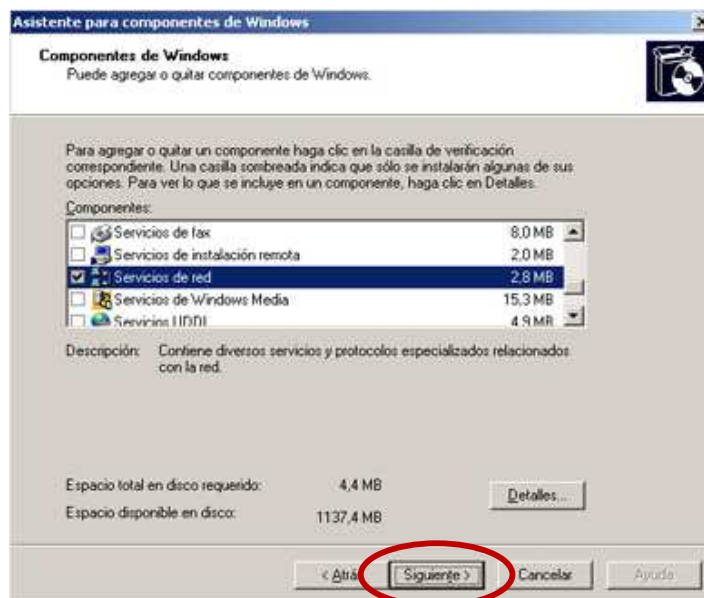 Asistente para componentes de Windows
Componentes de Windows
Puede agregar o quitar componentes de Windows.
Para agregar o quitar un componente haga clic en la casilla de verificación
correspondiente. Una casilla sombreada indica que sólo se instalarán algunas de sus
opciones. Para ver lo que se incluye en un componente, haga clic en Detalles.
Componentes:
Servicios de fax 8,0 MB
Servicios de instalación remota 2,0 MB
Servicios de red 2,8 MB
Servicios de Windows Media 15,3 MB
Servicios UDDI 4,9 MB
Descripción: Contiene diversos servicios y protocolos especializados relacionados
con la red.
Espacio total en disco requerido: 4,4 MB
Detalles...
Espacio disponible en disco: 1137,4 MB
< Atrá Siguiente > Cancelar Ayuda